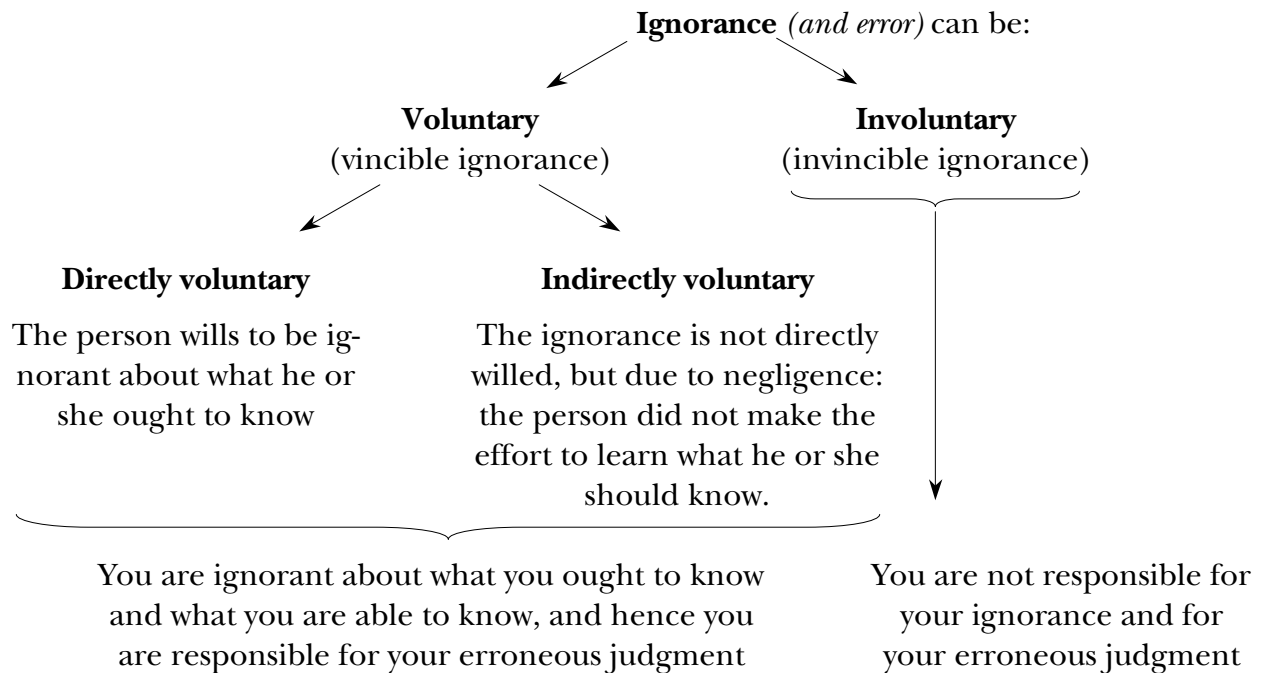 Ignorance (and error) can be:
Voluntary
(vincible ignorance)
Involuntary
(invincible ignorance)
Directly voluntary
The person wills to be ig-
norant about what he or
she ought to know
Indirectly voluntary
The ignorance is not directly
willed, but due to negligence:
the person did not make the
effort to learn what he or she
should know.
You are ignorant about what you ought to know
and what you are able to know, and hence you
are responsible for your erroneous judgment
You are not responsible for
your ignorance and for
your erroneous judgment